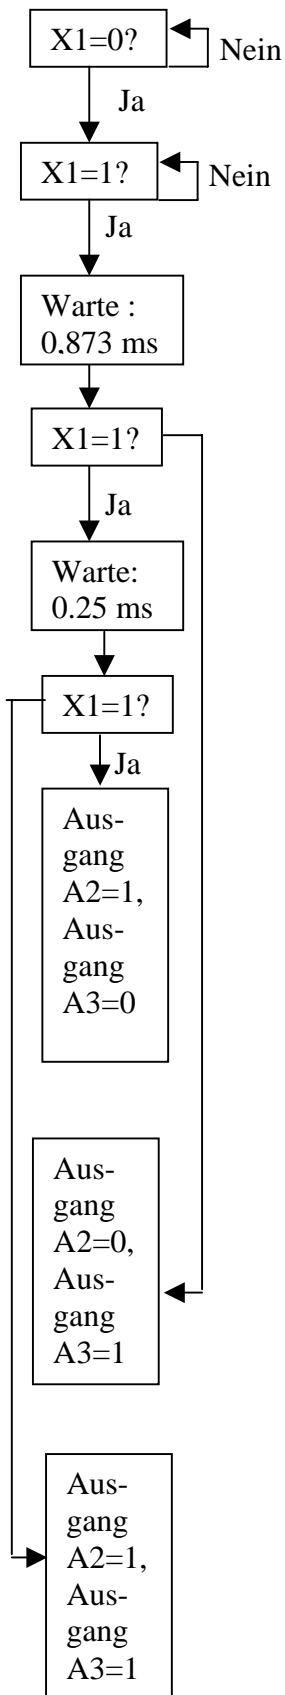 X1=0?
Nein
Ja
X1=1?
Nein
Ja
Warte :
0,873 ms
X1=1?
Ja
Warte:
0.25 ms
X1=1?
Ja
Aus-
gang
A2=1,
Aus-
gang
A3=0
Aus-
gang
A2=0,
Aus-
gang
A3=1
Aus-
gang
A2=1,
Aus-
gang
A3=1